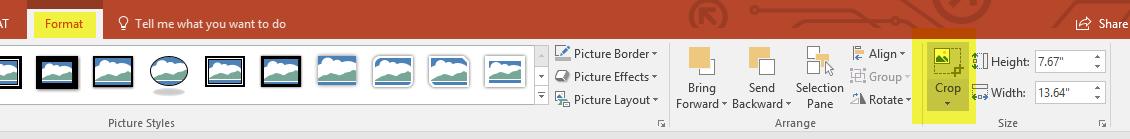 AT Format Tell me what you want to do Share
Picture Border
Picture Effects
Picture Layout
Bring
Forward
Send
Backward
Selection
Pane
Align
Group
Rotate
Crop
Height: 7.67"
Width: 13.64"
Picture Styles Arrange Size